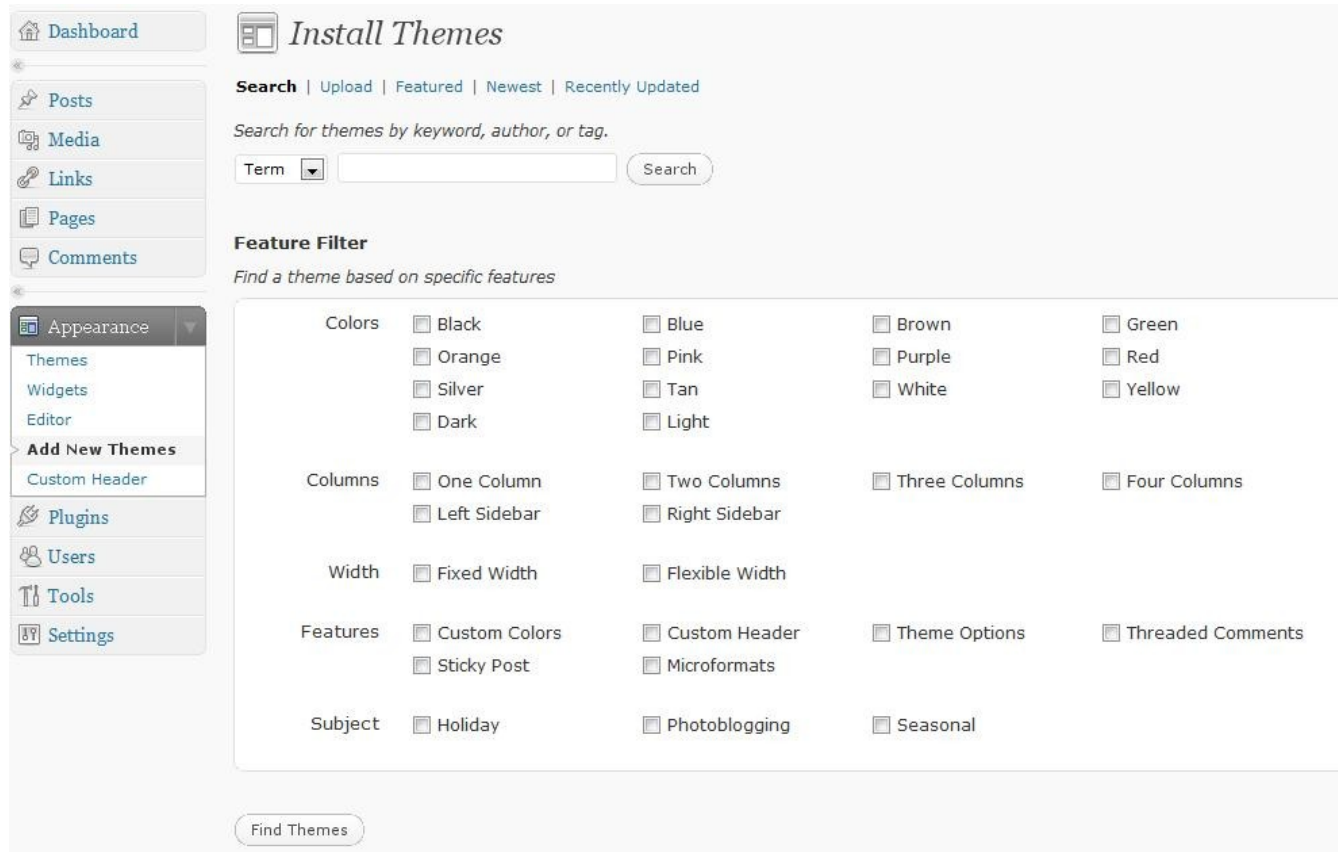 Dashboard
Posts
Media
Links
Pages
Comments
Appearance
Themes
Widgets
Editor
Add New Themes
Custom Header
Plugins
Users
Tools
Settings
Install Themes
Search | Upload | Featured | Newest | Recently Updated
Search for themes by keyword, author, or tag.
Term Search
Feature Filter
Find a theme based on specific features
Colors Black Blue Brown Green
Orange Pink Purple Red
Silver Tan White Yellow
Dark Light
Columns One Column Two Columns Three Columns Four Columns
Left Sidebar Right Sidebar
Width Fixed Width Flexible Width
Features Custom Colors Custom Header Theme Options Threaded Comments
Sticky Post Microformats
Subject Holiday Photoblogging Seasonal
Find Themes